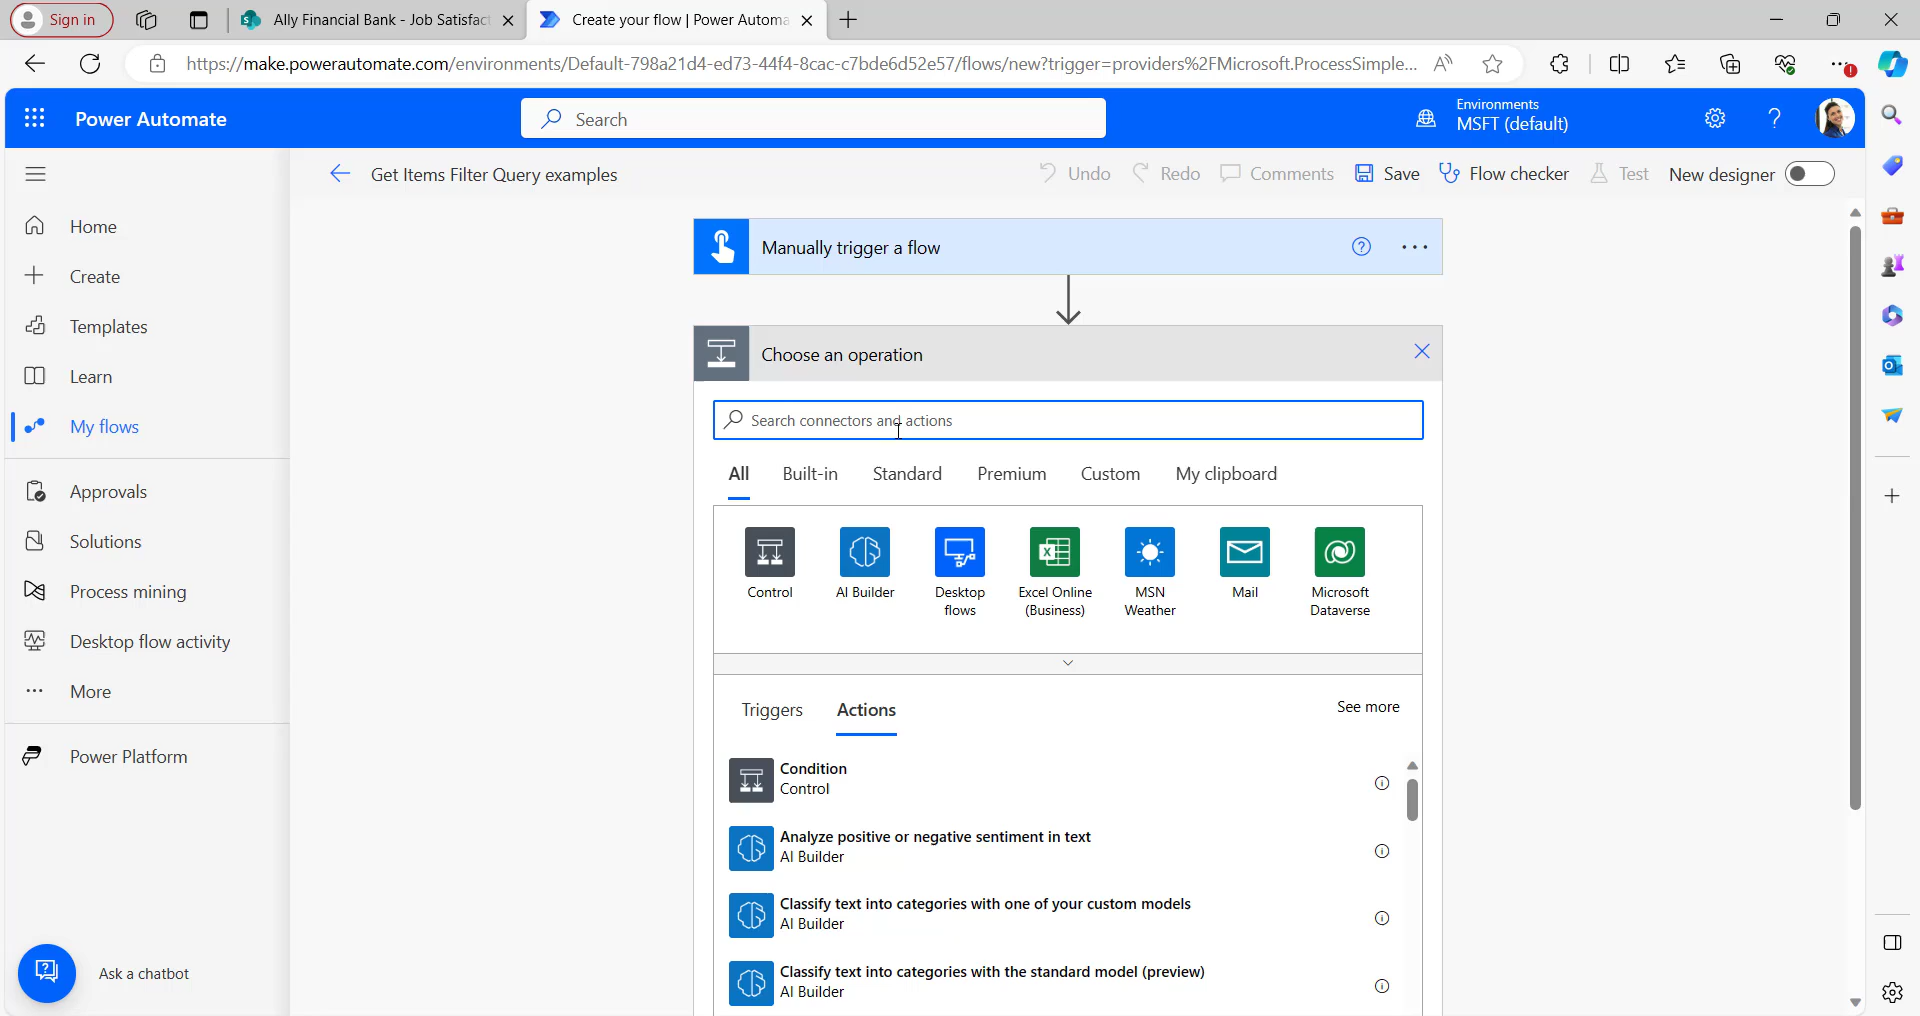 Sign in
Ally Financial Bank - Job Satisfact
Create your flow | Power Automa
https://make.powerautomate.com/environments/Default-798a21d4-ed73-44f4-8cac-c7bde6d52e57/flows/new?trigger=providers%2FMicrosoft.ProcessSimple...
Power Automate
Search
Environments
MSFT (default)
Get Items Filter Query examples
Undo
Redo
Comments
Save
Flow checker
Test
New designer
Home
Create
Templates
Learn
My flows
Approvals
Solutions
Process mining
Desktop flow activity
More
Power Platform
Ask a chatbot
Manually trigger a flow
Choose an operation
Search connectors and actions
All
Built-in
Standard
Premium
Custom
My clipboard
Control
AI Builder
Desktop
flows
Excel Online
(Business)
MSN
Weather
Mail
Microsoft
Dataverse
Triggers
Actions
See more
Condition
Control
Analyze positive or negative sentiment in text
AI Builder
Classify text into categories with one of your custom models
AI Builder
Classify text into categories with the standard model (preview)
AI Builder